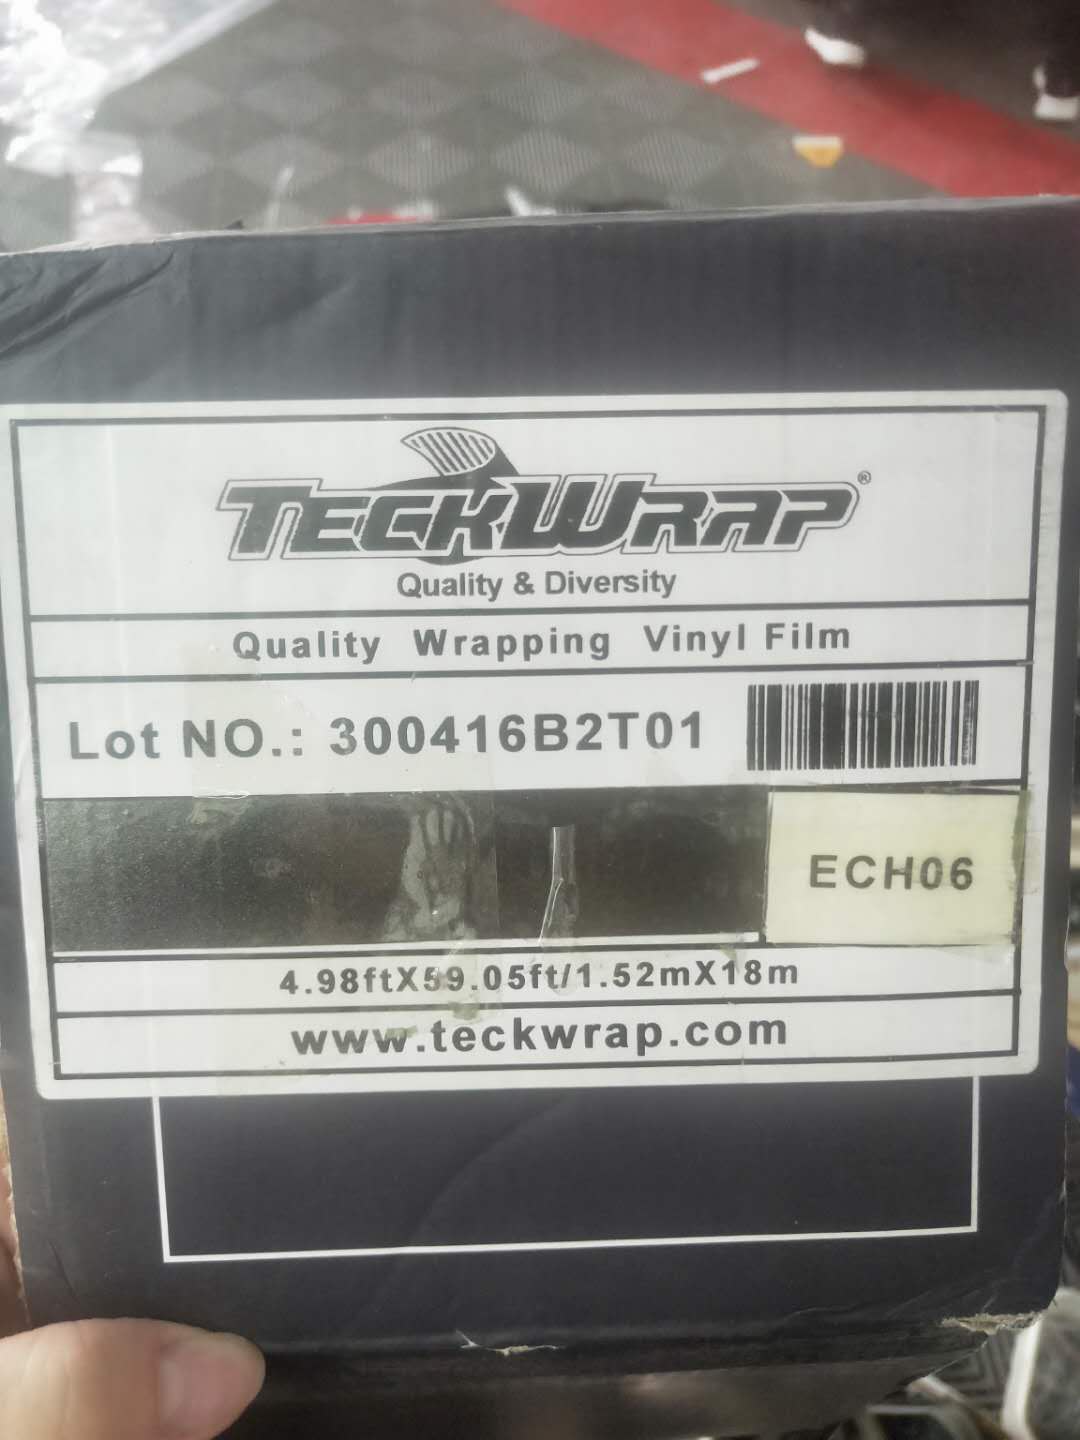 TECKWRAP®
Quality & Diversity
Quality Wrapping Vinyl Film
Lot NO.: 300416B2T01
ECH06
4.98ftX59.05ft/1.52mX18m
www.teckwrap.com